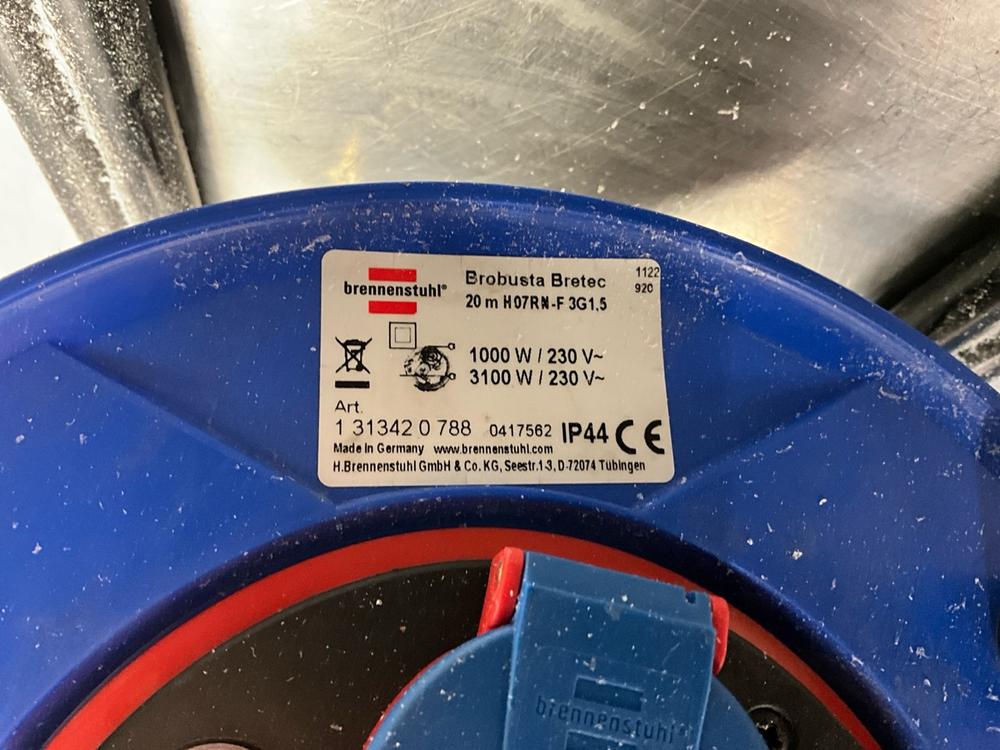 brennenstuhl®
Brobusta Bretec
20 m H07RN-F 3G1,5
1122
920
1000 W / 230 V~
3100 W / 230 V~
Art.
1 31342 0 788 0417562 IP44 CE
Made in Germany www.brennenstuhl.com
H.Brennenstuhl GmbH & Co. KG, Seestr.1-3, D-72074 Tübingen
brennenstuhl®